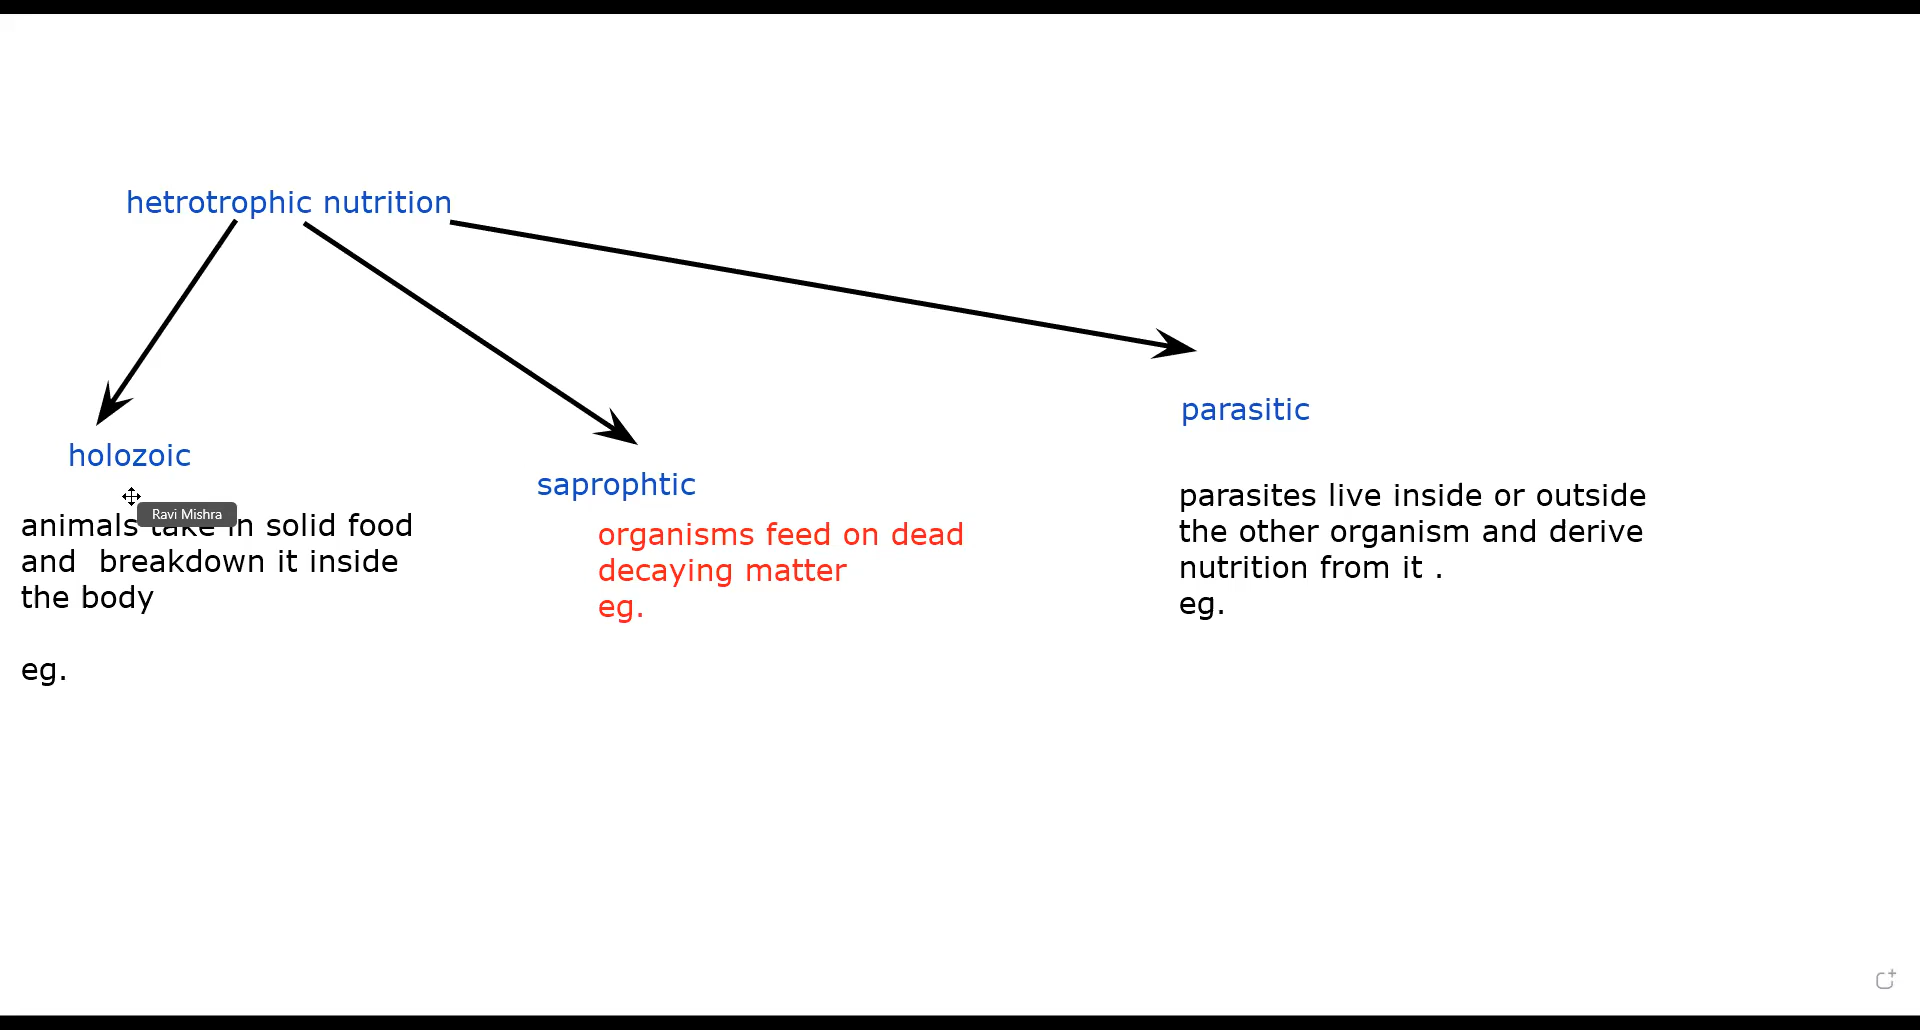 hetrotrophic nutrition
holozoic
Ravi Mishra
animals take in solid food
and  breakdown it inside
the body
eg.
saprophtic
organisms feed on dead
decaying matter
eg.
parasitic
parasites live inside or outside
the other organism and derive
nutrition from it .
eg.